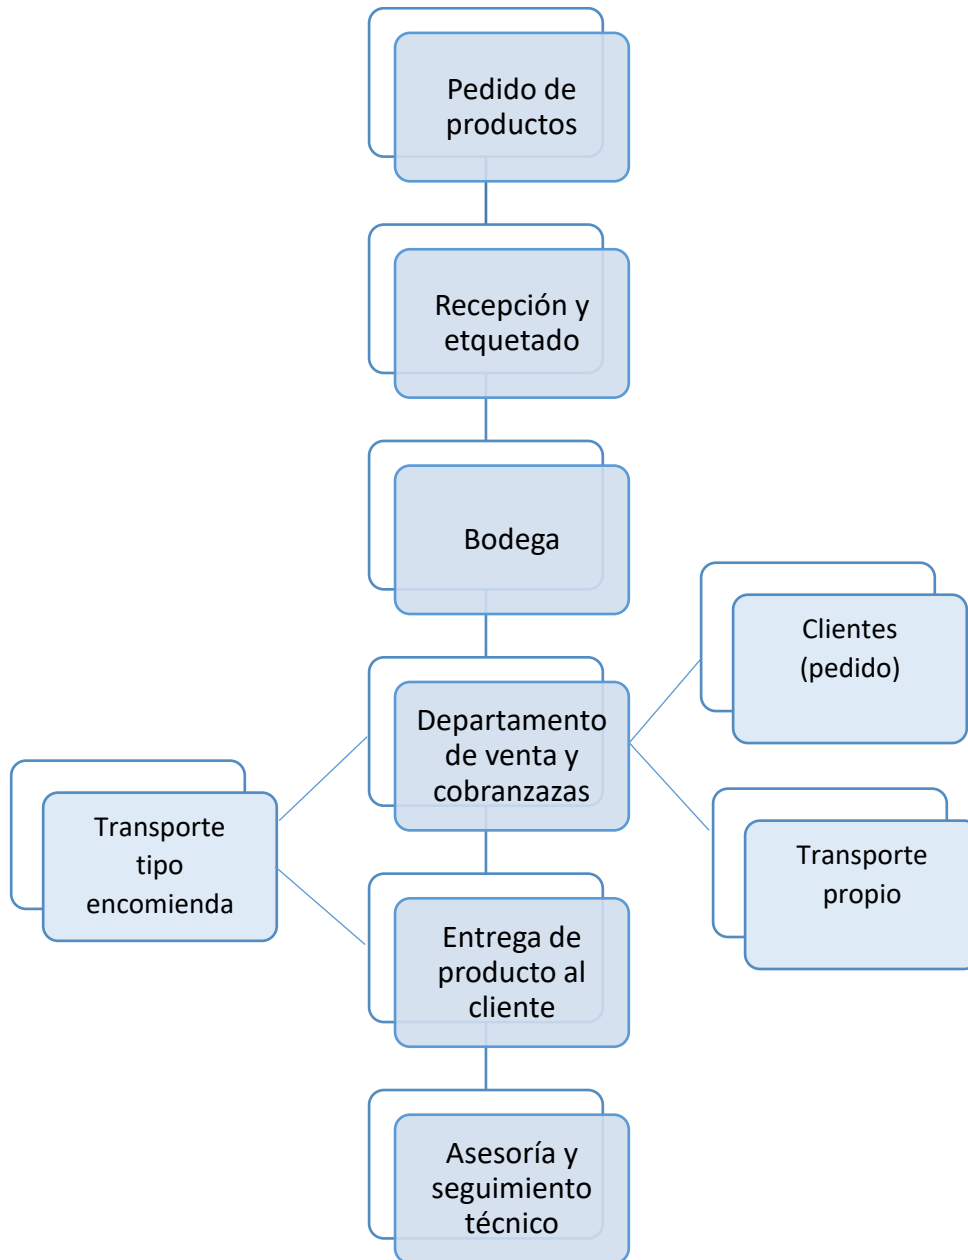 Pedido de
productos
Recepción y
etquetado
Bodega
Clientes
(pedido)
Departamento
de venta y
cobranzazas
Transporte
tipo
encomienda
Transporte
propio
Entrega de
producto al
cliente
Asesoría y
seguimiento
técnico